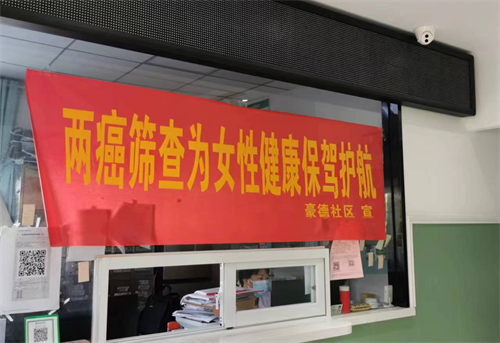 两癌筛查为女性健康保驾护航
豪德社区 宣